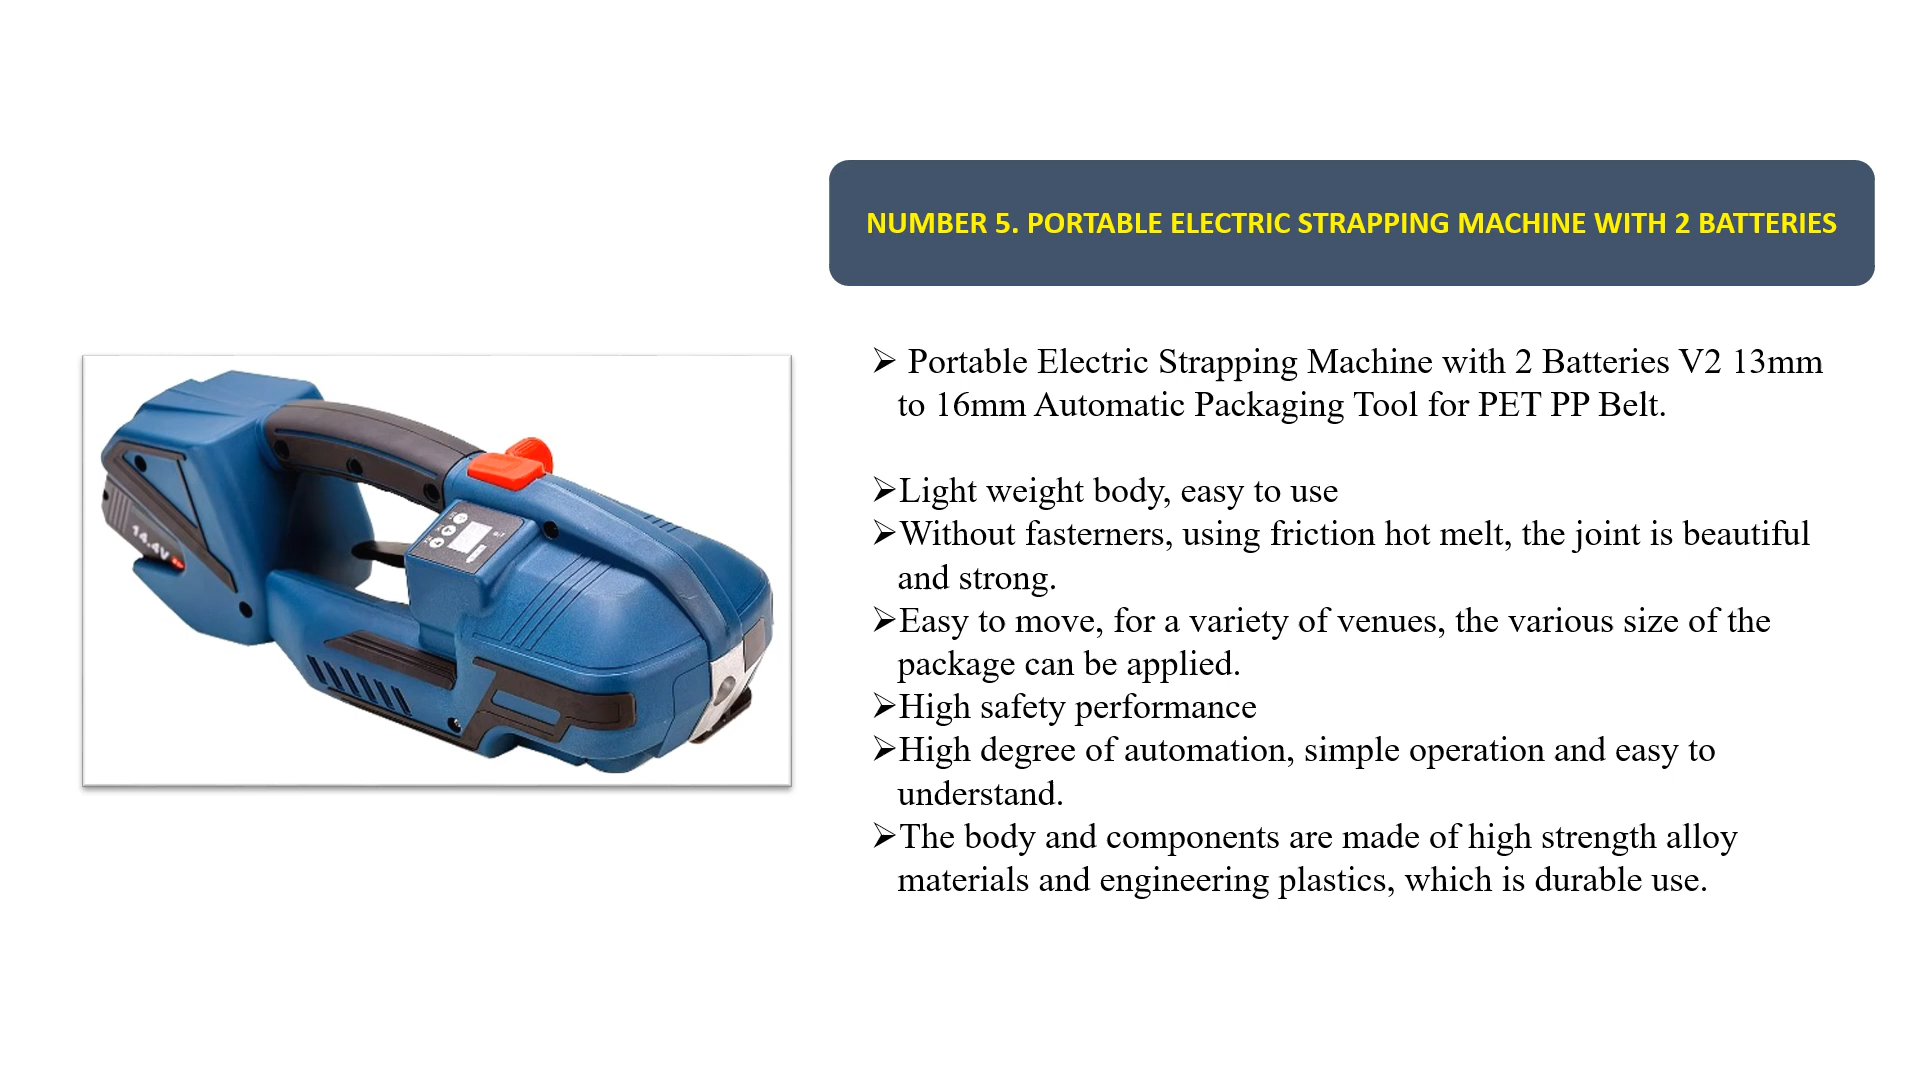 NUMBER 5. PORTABLE ELECTRIC STRAPPING MACHINE WITH 2 BATTERIES
➢ Portable Electric Strapping Machine with 2 Batteries V2 13mm
to 16mm Automatic Packaging Tool for PET PP Belt.
➢Light weight body, easy to use
➢Without fasterners, using friction hot melt, the joint is beautiful
and strong.
➢Easy to move, for a variety of venues, the various size of the
package can be applied.
➢High safety performance
➢High degree of automation, simple operation and easy to
understand.
➢The body and components are made of high strength alloy
materials and engineering plastics, which is durable use.
14.4V